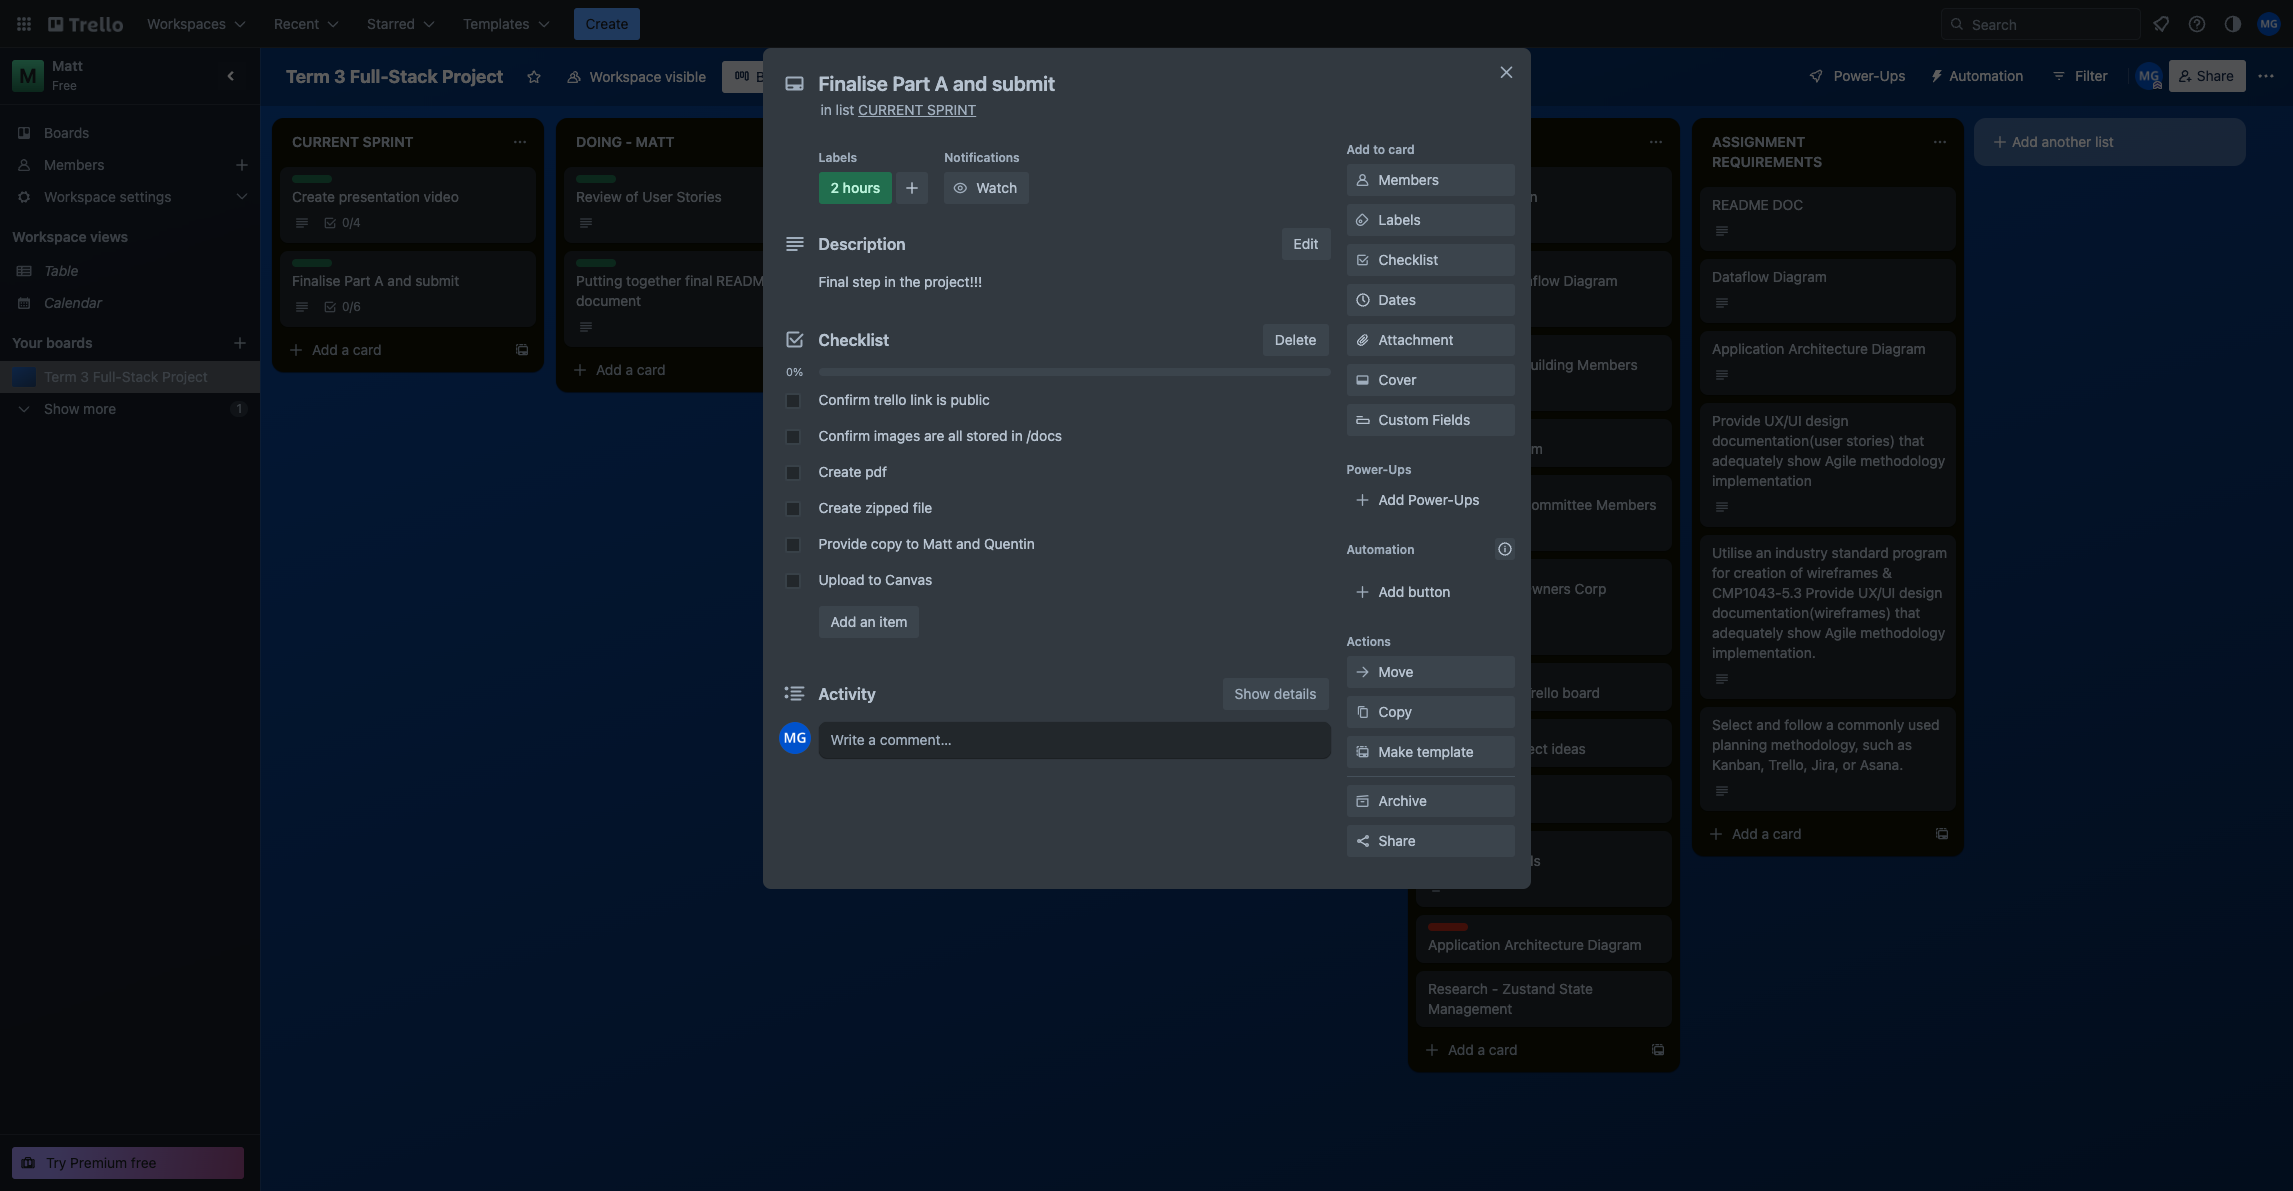 Trello
Workspaces
Recent
Starred
Templates
Create
Search
MG
M
Matt
Free
Term 3 Full-Stack Project
Workspace visible
Power-Ups
Automation
Filter
MG
Share
Boards
Members
Workspace settings
Workspace views
Table
Calendar
Your boards
Term 3 Full-Stack Project
Show more
1
Try Premium free
CURRENT SPRINT
Create presentation video
0/4
Finalise Part A and submit
0/6
Add a card
DOING - MATT
Review of User Stories
Putting together final READM
document
Add a card
Finalise Part A and submit
in list CURRENT SPRINT
Labels
2 hours
Notifications
Watch
Description
Edit
Final step in the project!!!
Checklist
Delete
0%
Confirm trello link is public
Confirm images are all stored in /docs
Create pdf
Create zipped file
Provide copy to Matt and Quentin
Upload to Canvas
Add an item
Activity
Show details
MG
Write a comment...
Add to card
Members
Labels
Checklist
Dates
Attachment
Cover
Custom Fields
Power-Ups
Add Power-Ups
Automation
Add button
Actions
Move
Copy
Make template
Archive
Share
flow Diagram
uilding Members
ommittee Members
wners Corp
rello board
ect ideas
Application Architecture Diagram
Research - Zustand State
Management
Add a card
ASSIGNMENT
REQUIREMENTS
README DOC
Dataflow Diagram
Application Architecture Diagram
Provide UX/UI design
documentation(user stories) that
adequately show Agile methodology
implementation
Utilise an industry standard program
for creation of wireframes &
CMP1043-5.3 Provide UX/UI design
documentation(wireframes) that
adequately show Agile methodology
implementation.
Select and follow a commonly used
planning methodology, such as
Kanban, Trello, Jira, or Asana.
Add a card
Add another list